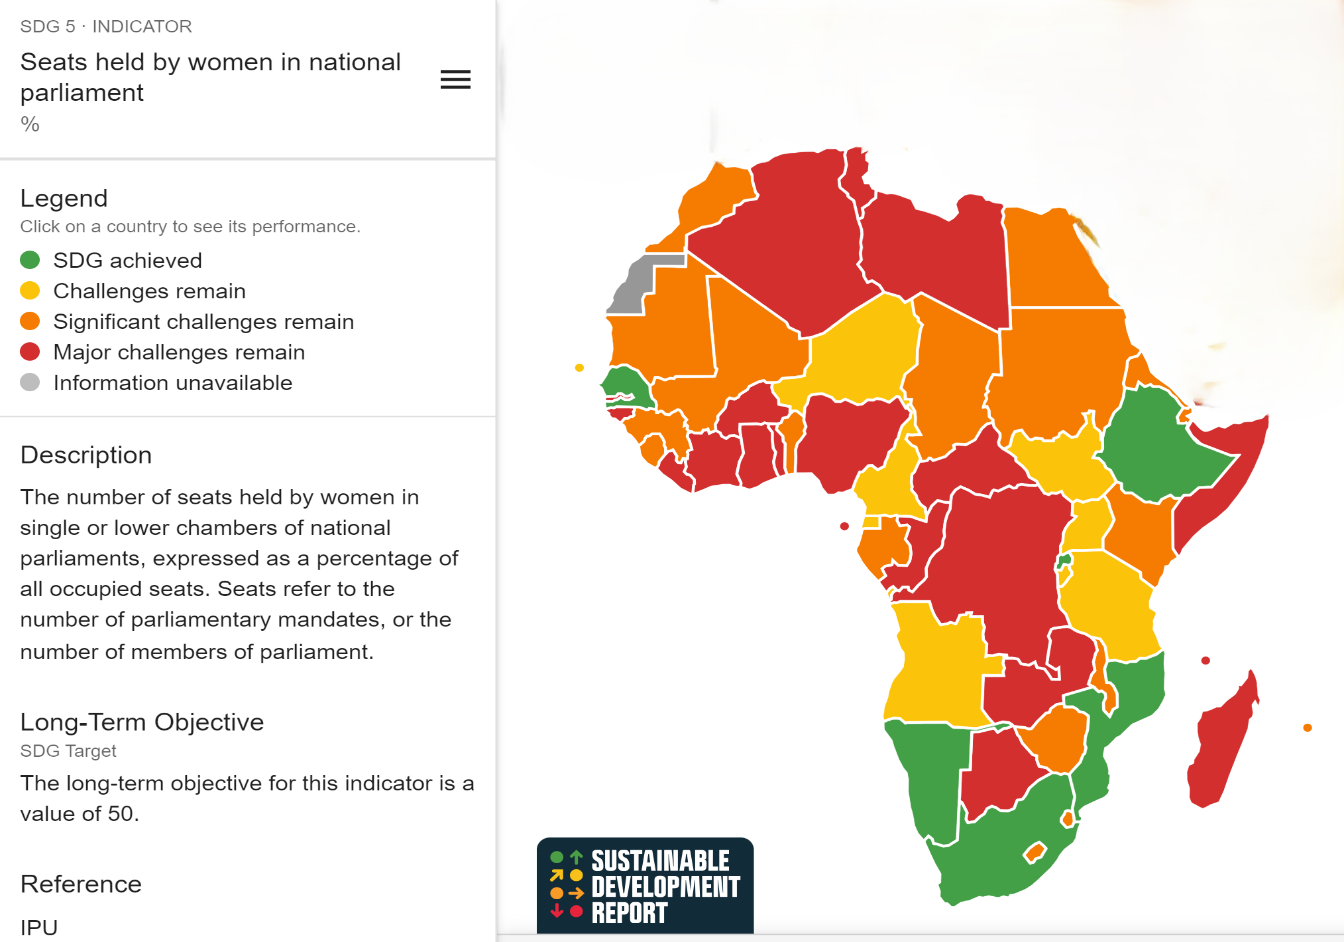 SDG 5 · INDICATOR
Seats held by women in national
parliament
%
Legend
Click on a country to see its performance.
SDG achieved
Challenges remain
Significant challenges remain
Major challenges remain
Information unavailable
Description
The number of seats held by women in
single or lower chambers of national
parliaments, expressed as a percentage of
all occupied seats. Seats refer to the
number of parliamentary mandates, or the
number of members of parliament.
Long-Term Objective
SDG Target
The long-term objective for this indicator is a
value of 50.
Reference
IPU
SUSTAINABLE
DEVELOPMENT
REPORT